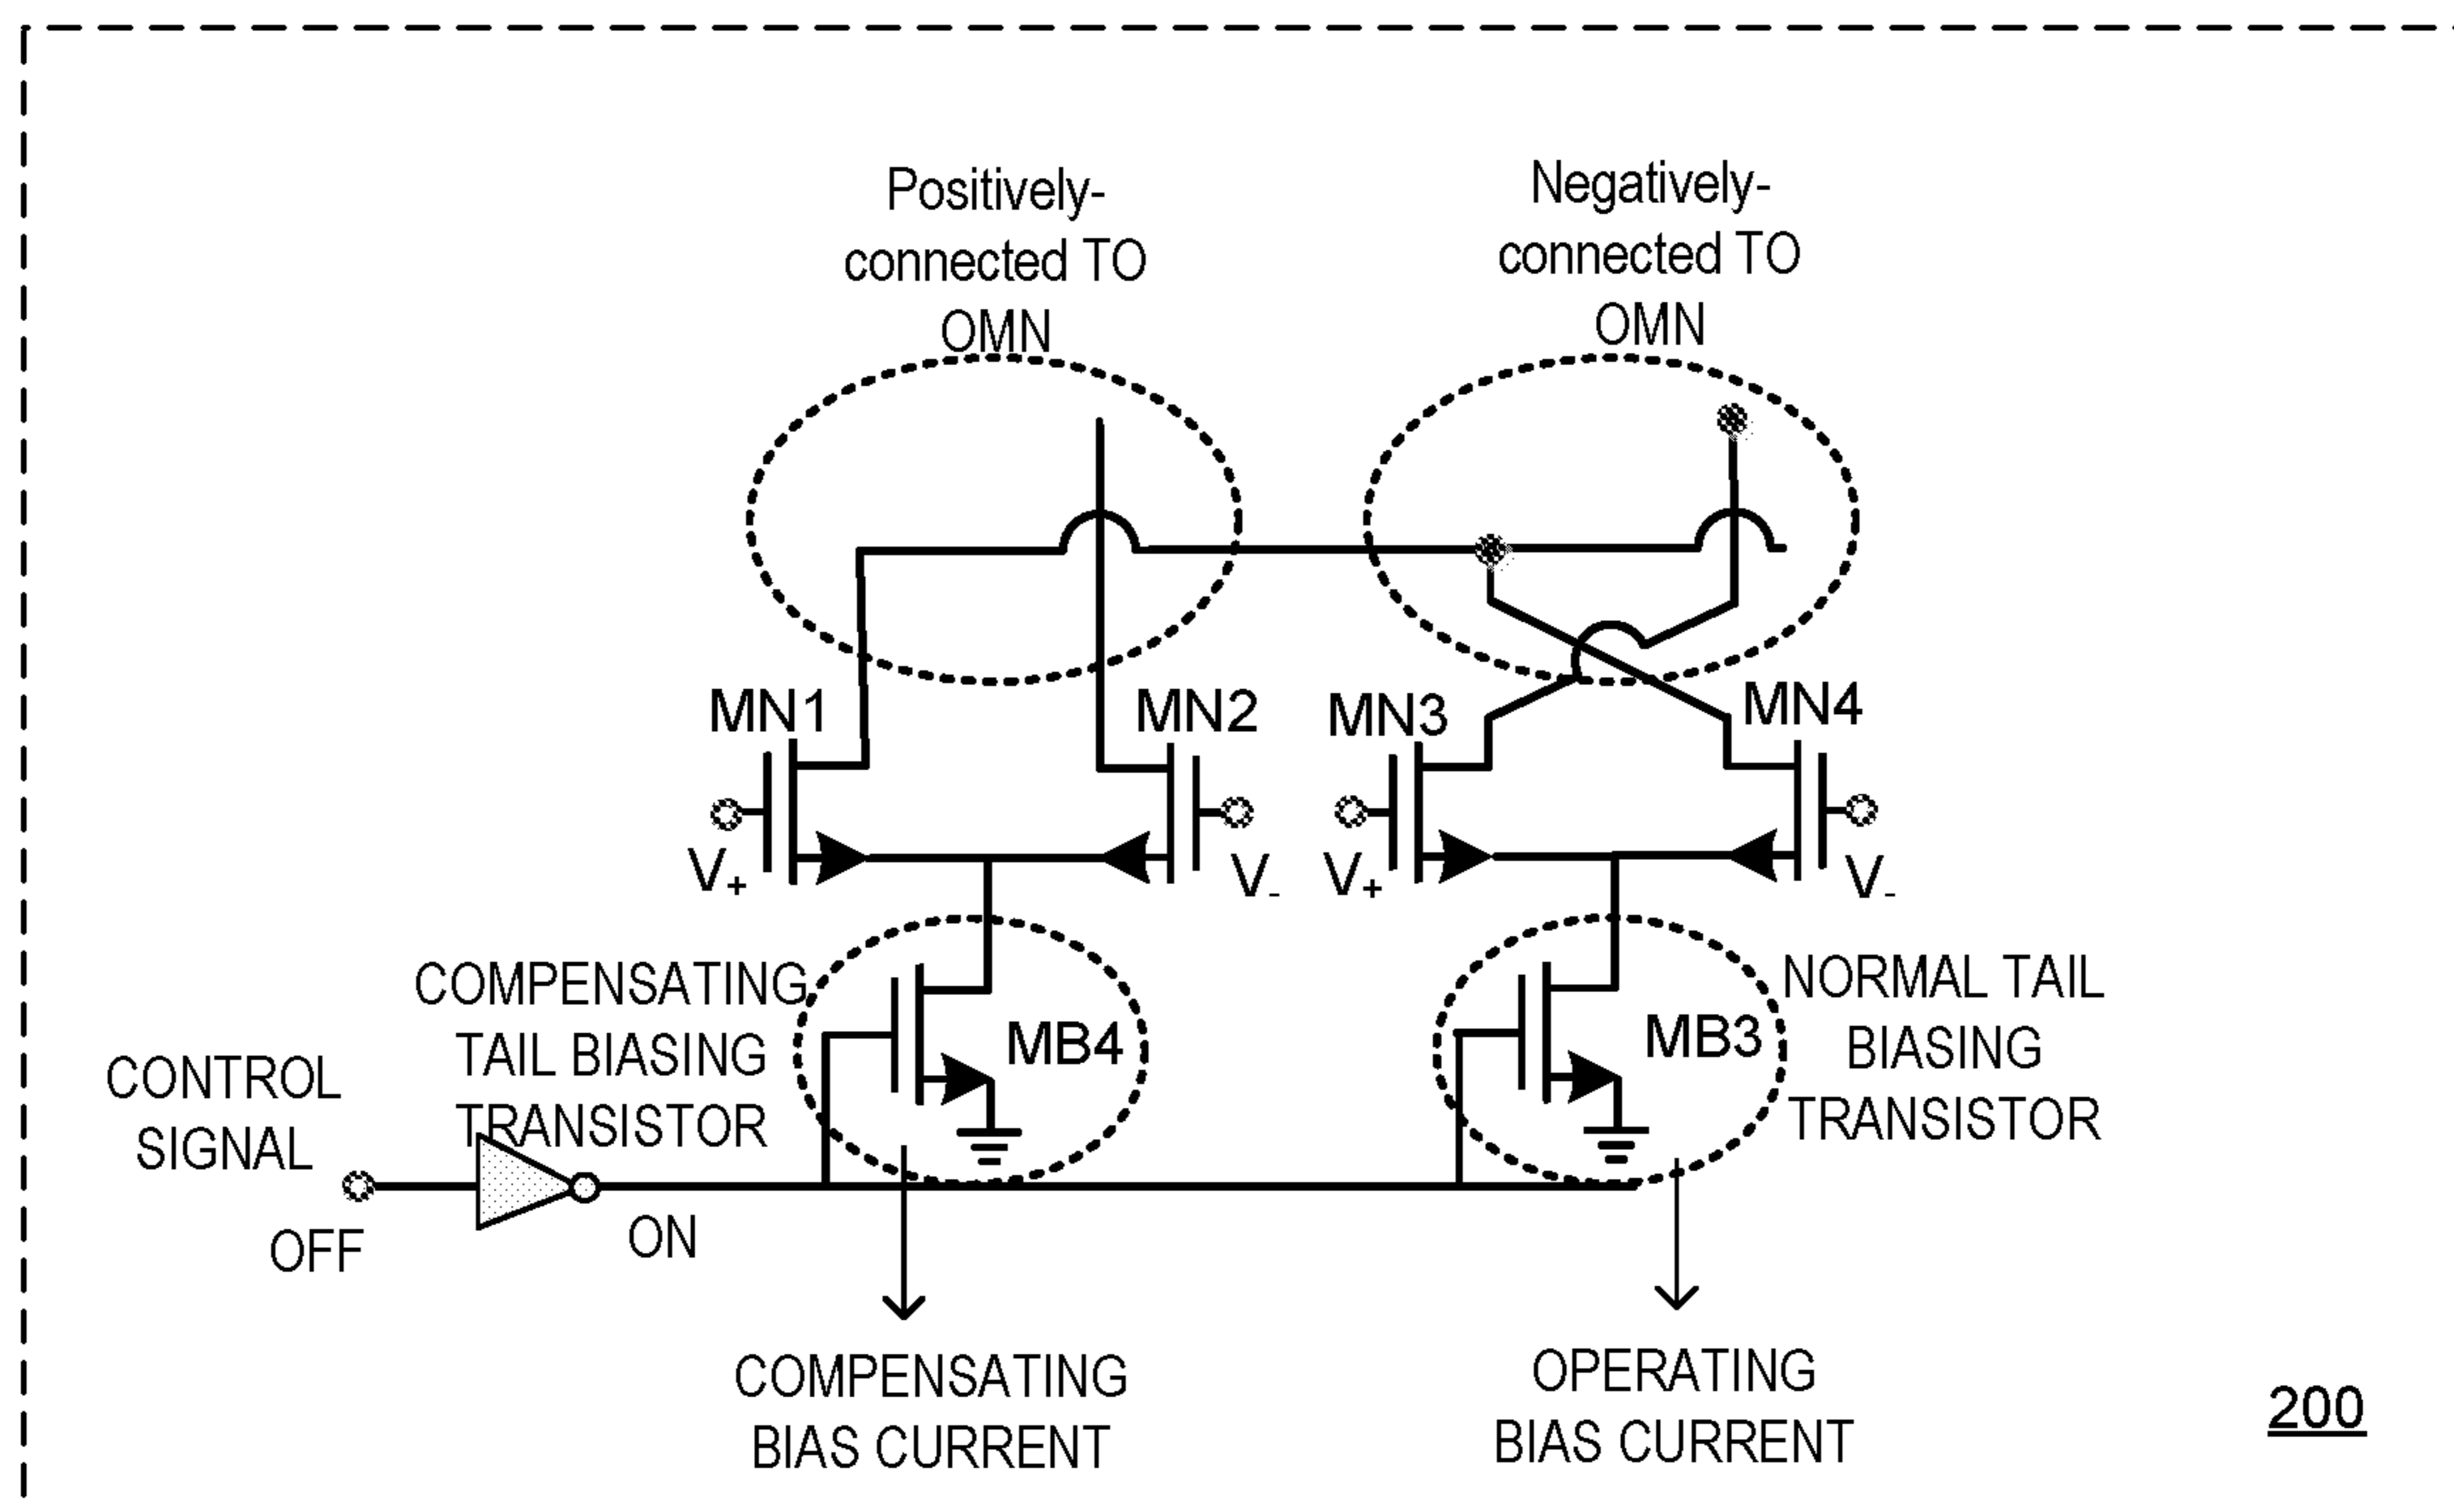 Positively-
connected TO
OMN
Negatively-
connected TO
OMN
MN1
MN2
MN3
MN4
V+
V-
V+
V-
COMPENSATING
TAIL BIASING
TRANSISTOR
MB4
MB3
NORMAL TAIL
BIASING
TRANSISTOR
CONTROL
SIGNAL
OFF
ON
COMPENSATING
BIAS CURRENT
OPERATING
BIAS CURRENT
200